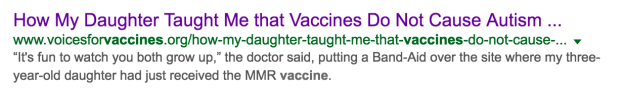 How My Daughter Taught Me that Vaccines Do Not Cause Autism ...
www.voicesforvaccines.org/how-my-daughter-taught-me-that-vaccines-do-not-cause-...
"It's fun to watch you both grow up," the doctor said, putting a Band-Aid over the site where my three-
year-old daughter had just received the MMR vaccine.